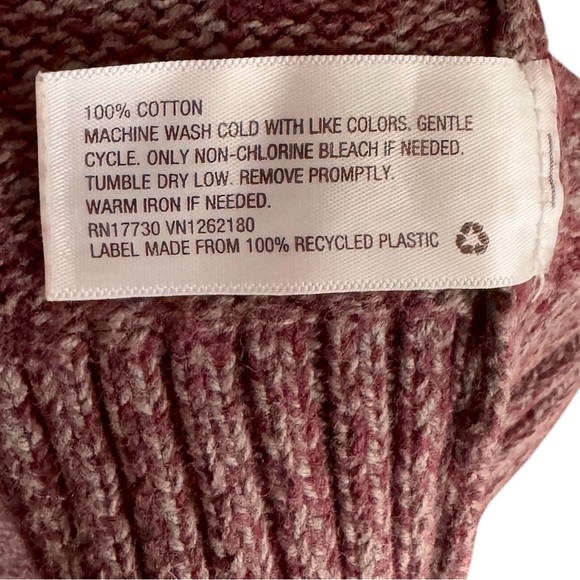 100% COTTON
MACHINE WASH COLD WITH LIKE COLORS. GENTLE
CYCLE. ONLY NON-CHLORINE BLEACH IF NEEDED.
TUMBLE DRY LOW. REMOVE PROMPTLY.
WARM IRON IF NEEDED.
RN17730 VN1262180
LABEL MADE FROM 100% RECYCLED PLASTIC